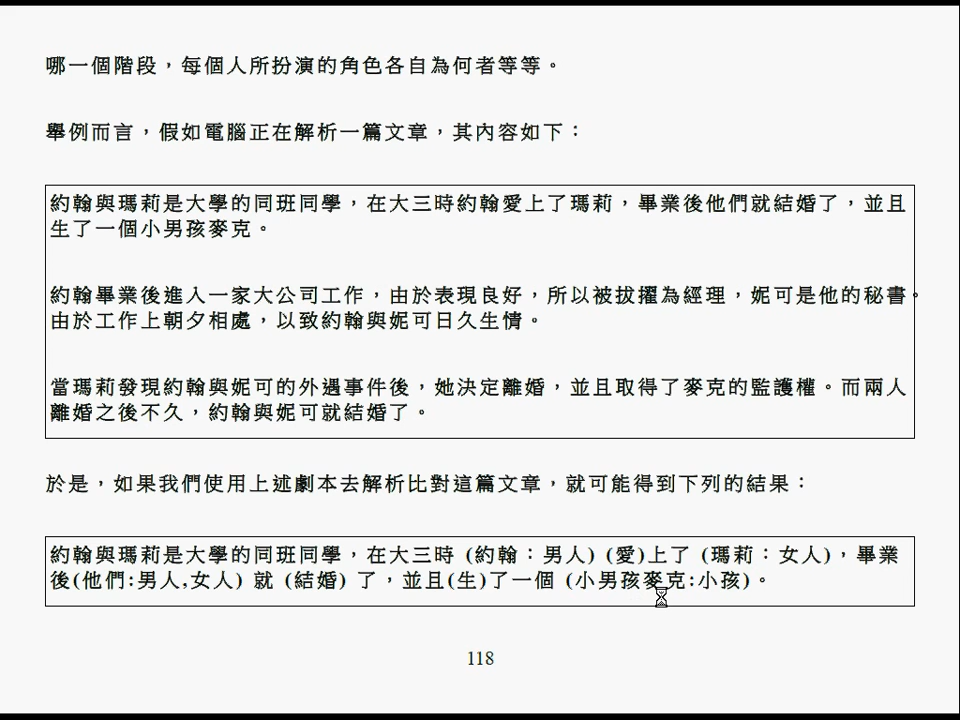 哪一個階段，每個人所扮演的角色各自為何者等等。
舉例而言，假如電腦正在解析一篇文章，其內容如下：
約翰與瑪莉是大學的同班同學，在大三時約翰愛上了瑪莉，畢業後他們就結婚了，並且
生了一個小男孩麥克。
約翰畢業後進入一家大公司工作，由於表現良好，所以被拔擢為經理，妮可是他的秘書。
由於工作上朝夕相處，以致約翰與妮可日久生情。
當瑪莉發現約翰與妮可的外遇事件後，她決定離婚，並且取得了麥克的監護權。而兩人
離婚之後不久，約翰與妮可就結婚了。
於是，如果我們使用上述劇本去解析比對這篇文章，就可能得到下列的結果：
約翰與瑪莉是大學的同班同學，在大三時 (約翰：男人) (愛)上了 (瑪莉：女人)，畢業
後(他們:男人,女人) 就 (結婚) 了，並且(生)了一個 (小男孩麥克:小孩)。
118